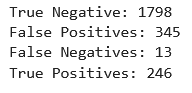 True Negative: 1798
False Positives: 345
False Negatives: 13
True Positives: 246